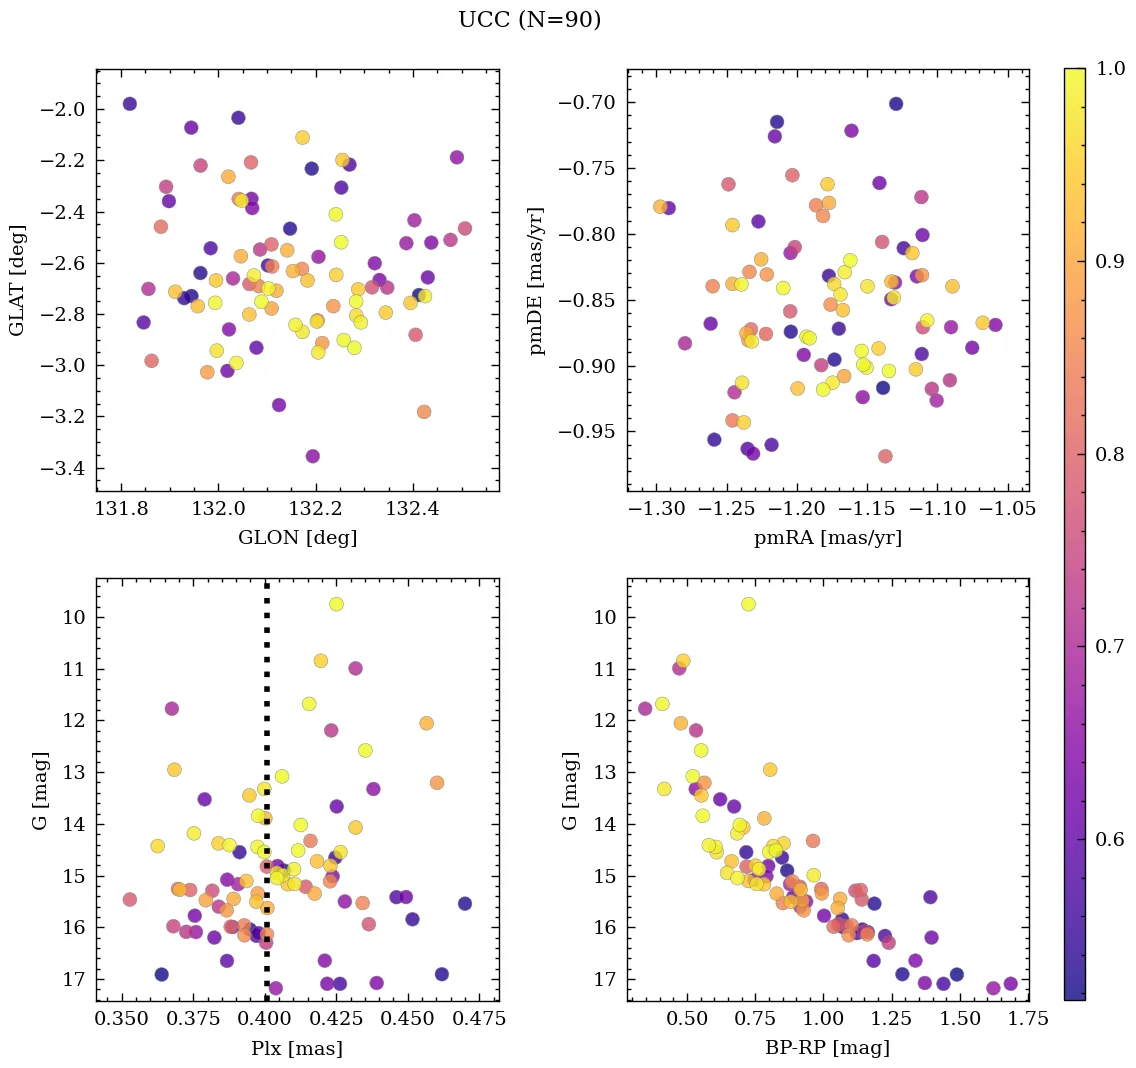 UCC (N=90)
−2.0
−2.2
−2.4
−2.6
−2.8
−3.0
−3.2
−3.4
GLAT [deg]
131.8 132.0 132.2 132.4
GLON [deg]
−0.70
−0.75
−0.80
−0.85
−0.90
−0.95
pmDE [mas/yr]
−1.30 −1.25 −1.20 −1.15 −1.10 −1.05
pmRA [mas/yr]
10
11
12
13
14
15
16
17
G [mag]
0.350 0.375 0.400 0.425 0.450 0.475
Plx [mas]
10
11
12
13
14
15
16
17
G [mag]
0.50 0.75 1.00 1.25 1.50 1.75
BP-RP [mag]
1.0
0.9
0.8
0.7
0.6